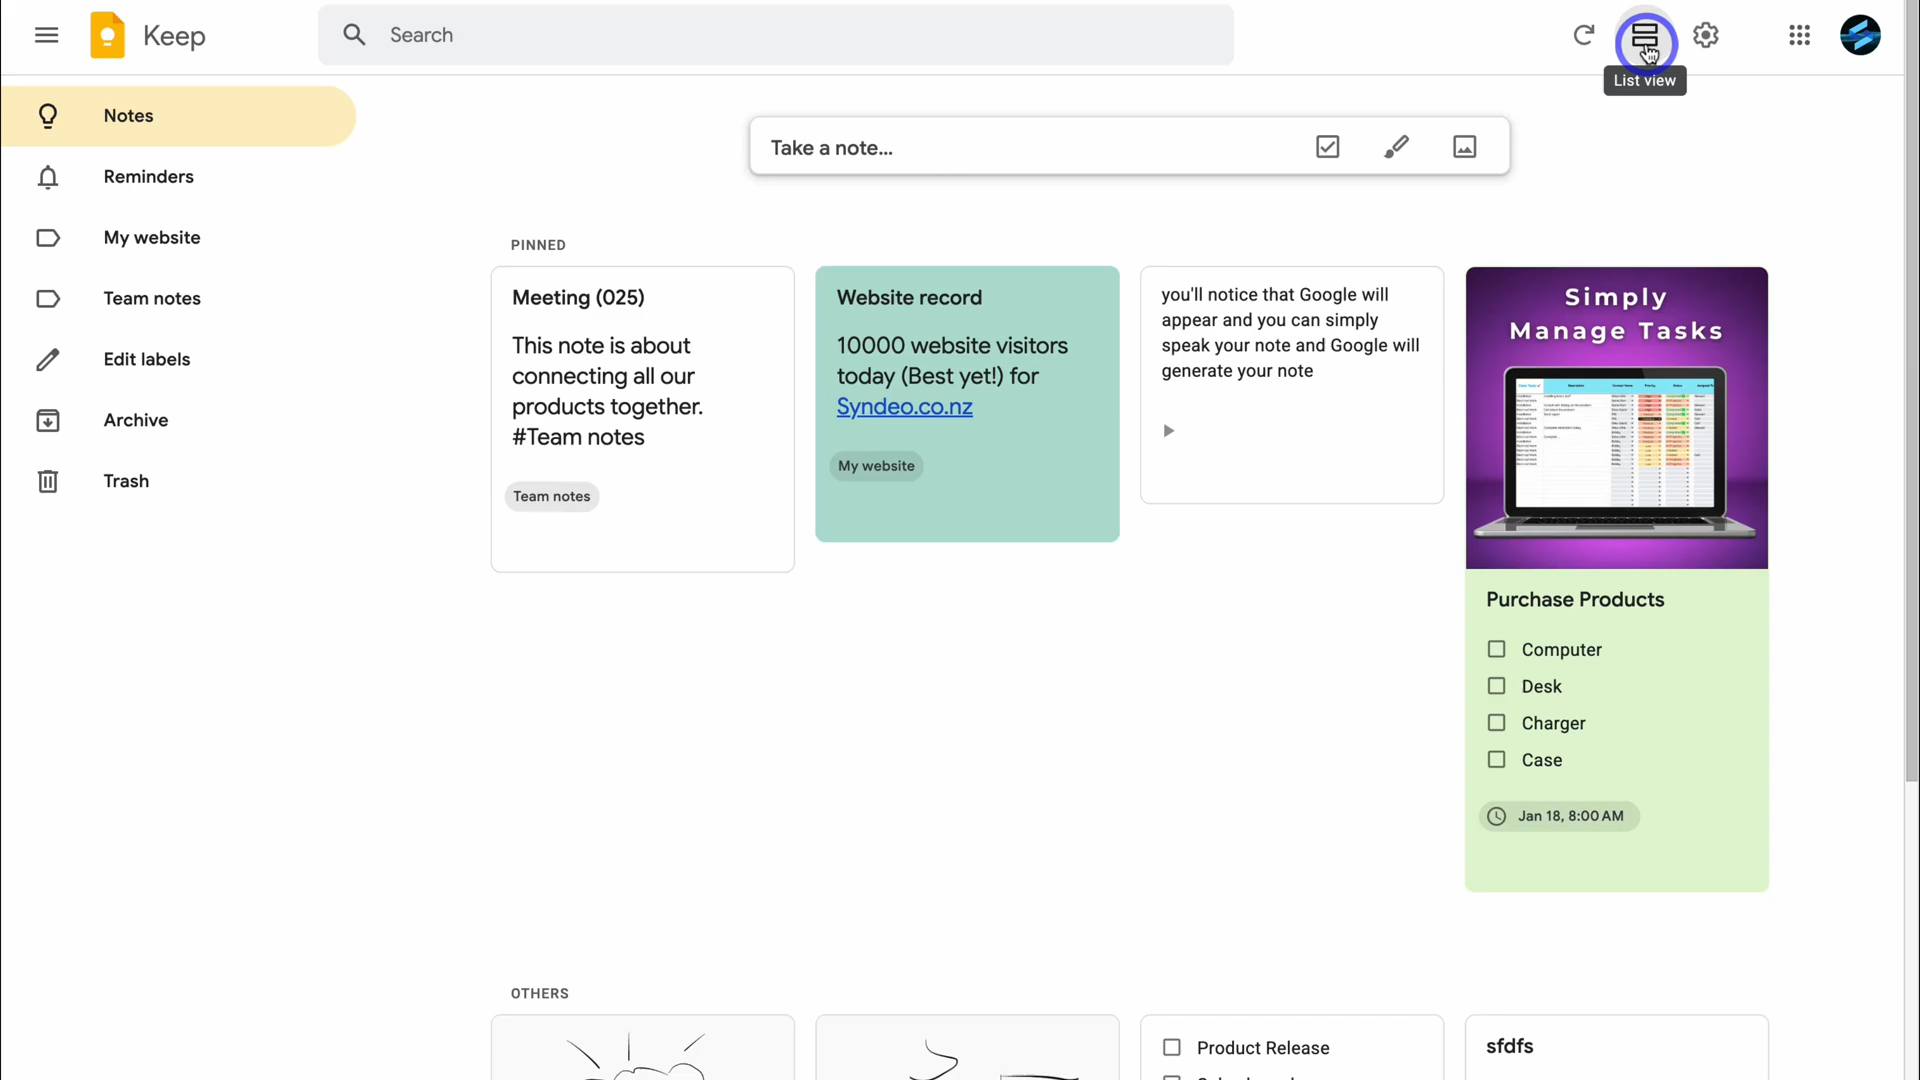 Keep
Search
List view
Notes
Reminders
My website
Team notes
Edit labels
Archive
Trash
Take a note...
PINNED
Meeting (025)
This note is about
connecting all our
products together.
#Team notes
Team notes
Website record
10000 website visitors
today (Best yet!) for
Syndeo.co.nz
My website
you'll notice that Google will
appear and you can simply
speak your note and Google will
generate your note
Simply
Manage Tasks
Purchase Products
Computer
Desk
Charger
Case
Jan 18, 8:00 AM
OTHERS
Product Release
sfdfs